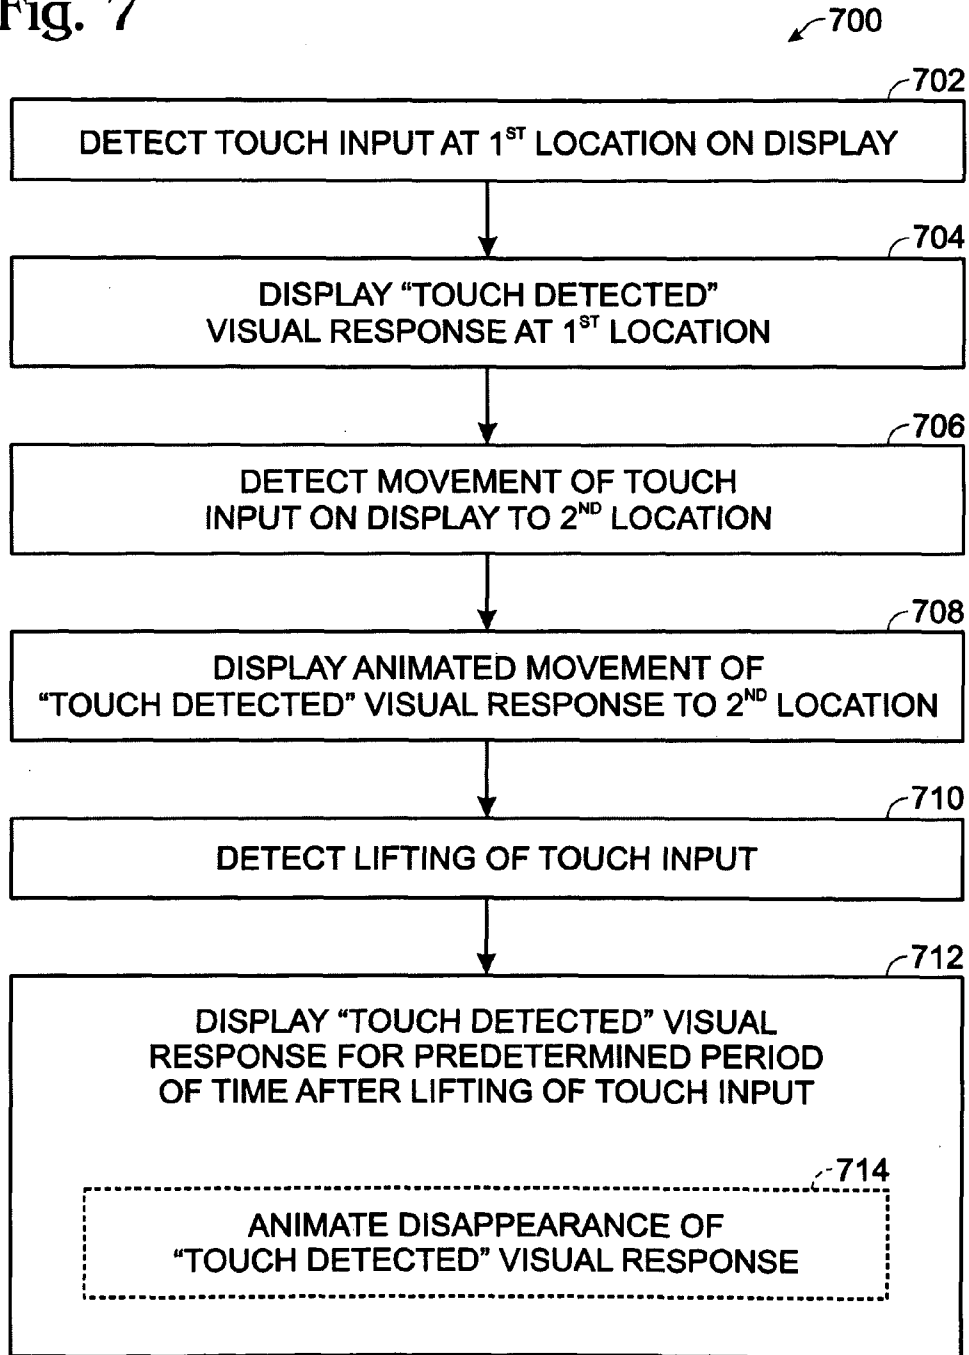 Fig. 7
700
702
DETECT TOUCH INPUT AT 1ST LOCATION ON DISPLAY
704
DISPLAY “TOUCH DETECTED”
VISUAL RESPONSE AT 1ST LOCATION
706
DETECT MOVEMENT OF TOUCH
INPUT ON DISPLAY TO 2ND LOCATION
708
DISPLAY ANIMATED MOVEMENT OF
“TOUCH DETECTED” VISUAL RESPONSE TO 2ND LOCATION
710
DETECT LIFTING OF TOUCH INPUT
712
DISPLAY “TOUCH DETECTED” VISUAL
RESPONSE FOR PREDETERMINED PERIOD
OF TIME AFTER LIFTING OF TOUCH INPUT
714
ANIMATE DISAPPEARANCE OF
“TOUCH DETECTED” VISUAL RESPONSE